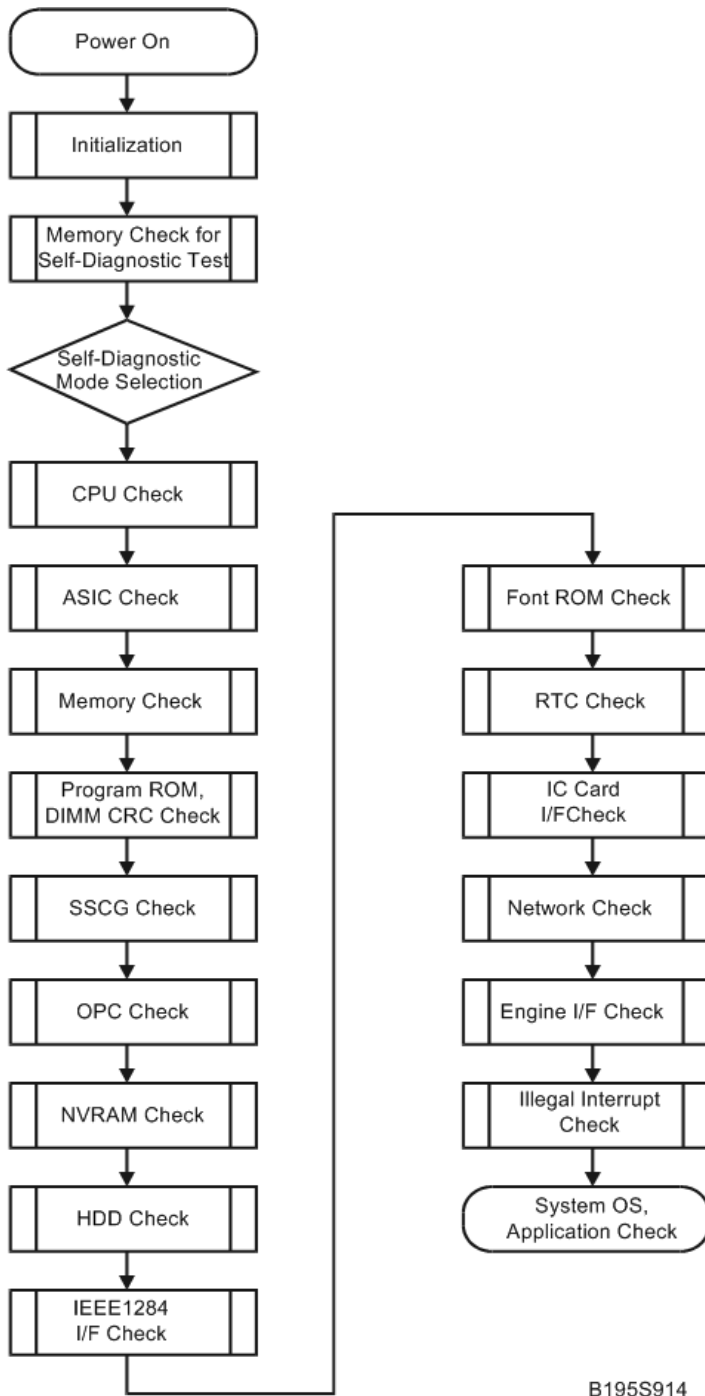 Power On
Initialization
Memory Check for
Self-Diagnostic Test
Self-Diagnostic
Mode Selection
CPU Check
ASIC Check
Memory Check
Program ROM,
DIMM CRC Check
SSCG Check
OPC Check
NVRAM Check
HDD Check
IEEE1284
I/F Check
Font ROM Check
RTC Check
IC Card
I/FCheck
Network Check
Engine I/F Check
Illegal Interrupt
Check
System OS,
Application Check
B195S914